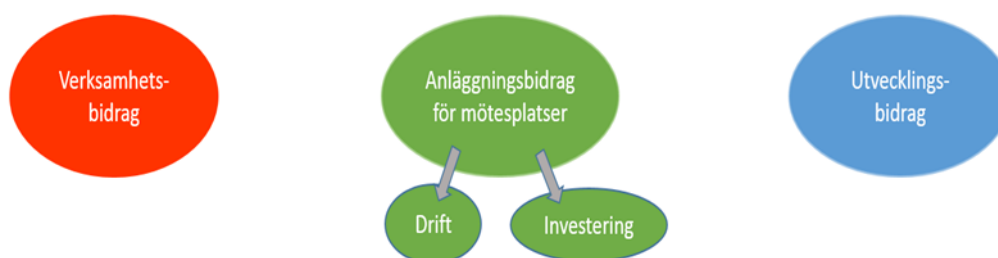 Verksamhets-
bidrag
Anläggningsbidrag
för mötesplatser
Utvecklings-
bidrag
Drift
Investering